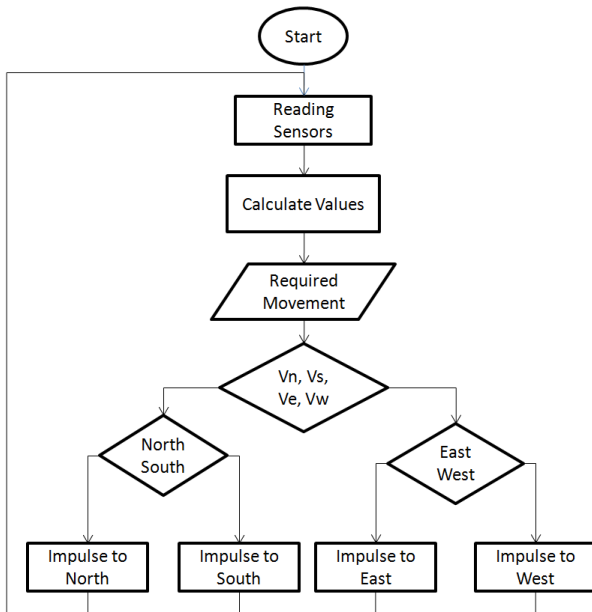 Start
Reading
Sensors
Calculate Values
Required
Movement
Vn, Vs,
Ve, Vw
North
South
East
West
Impulse to
North
Impulse to
South
Impulse to
East
Impulse to
West